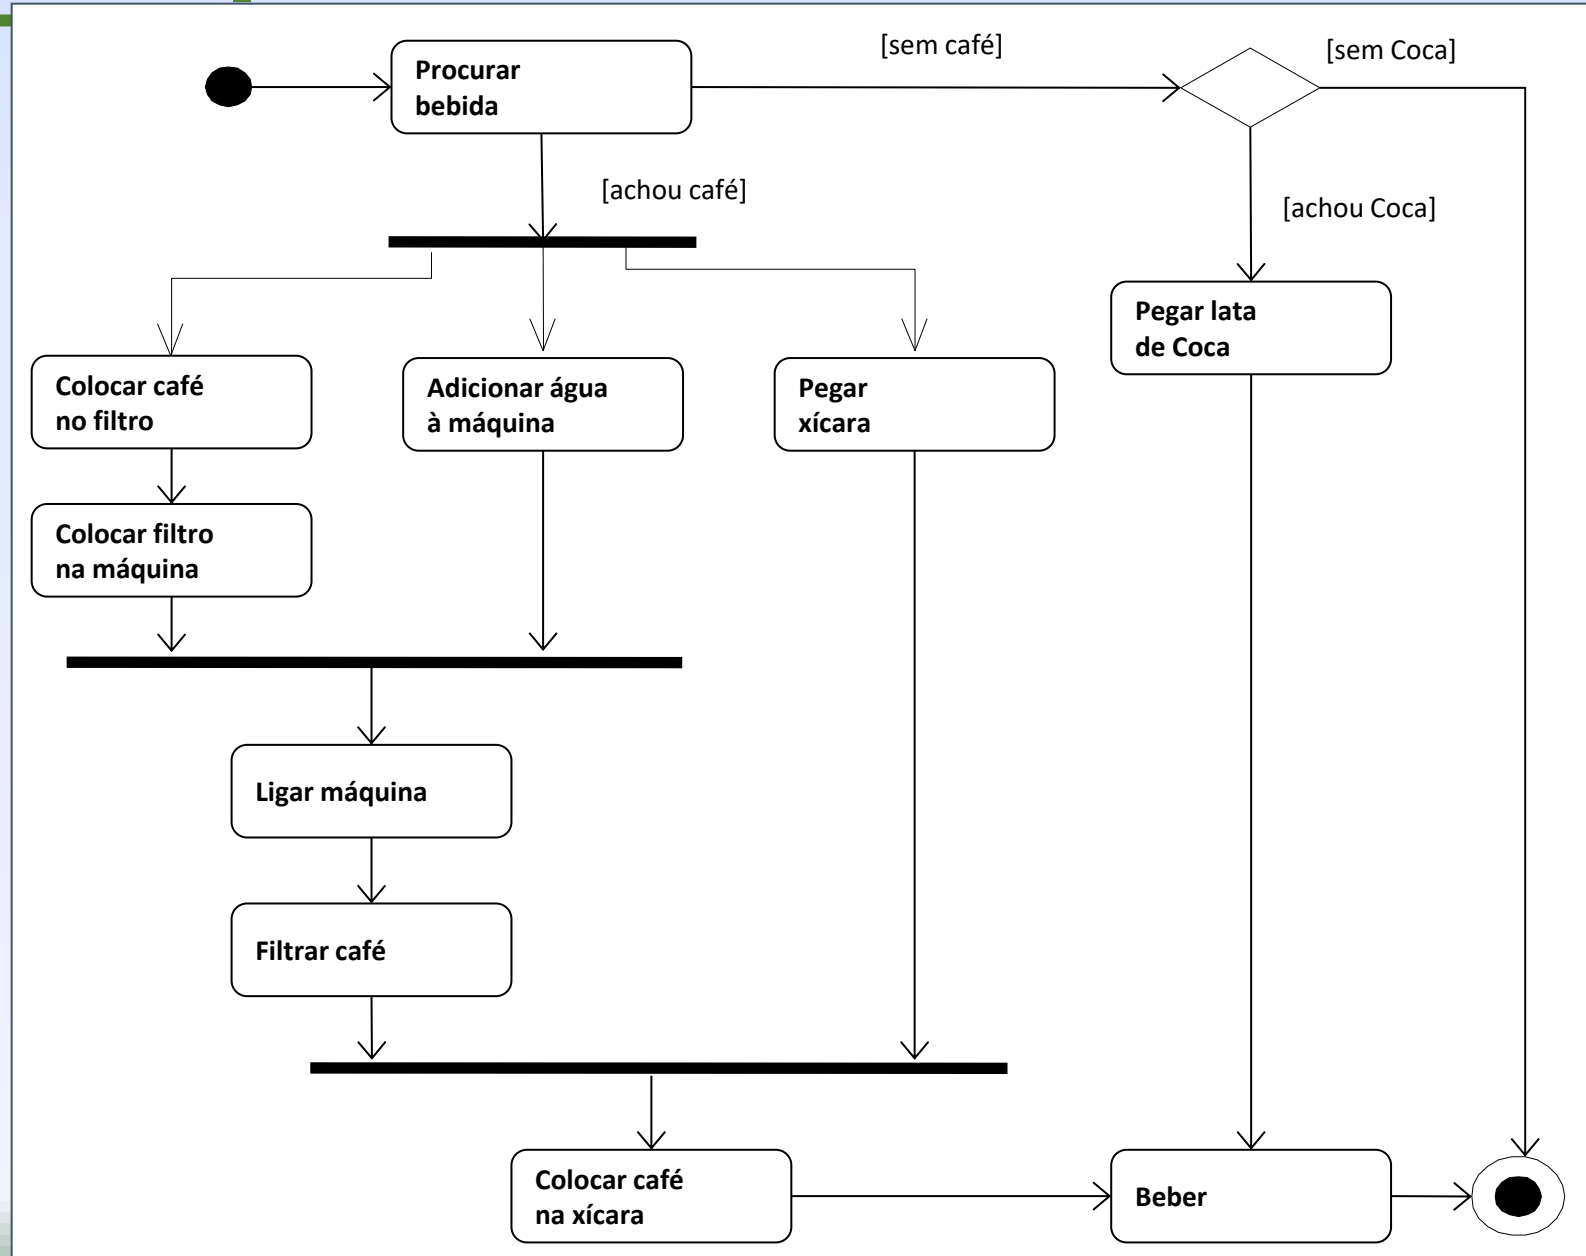 [sem café]
[sem Coca]
Procurar
bebida
[achou café]
[achou Coca]
Pegar lata
de Coca
Colocar café
no filtro
Adicionar água
à máquina
Pegar
xícara
Colocar filtro
na máquina
Ligar máquina
Filtrar café
Colocar café
na xícara
Beber